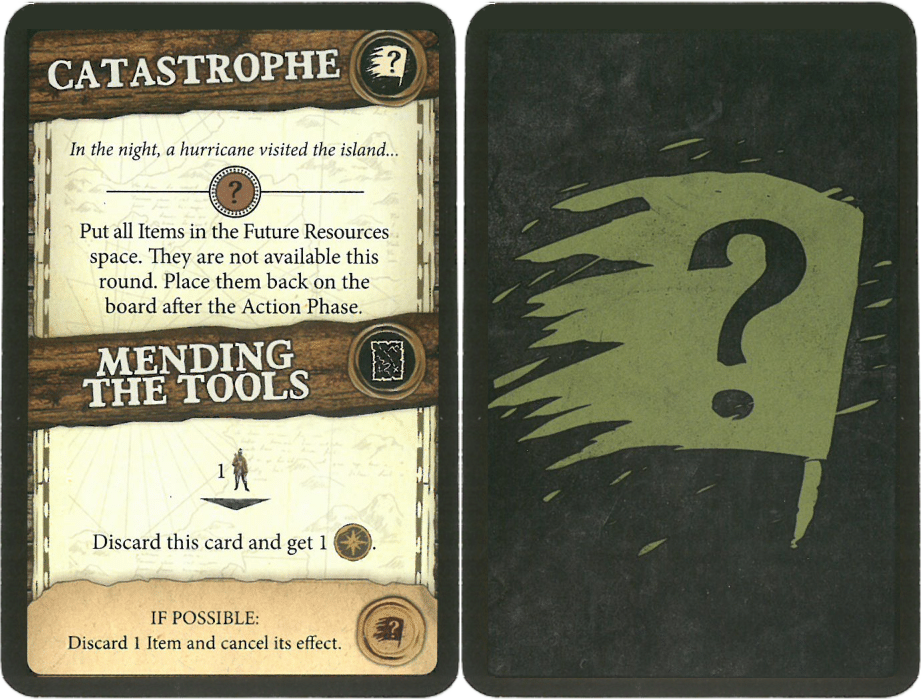 CATASTROPHE
?
In the night, a hurricane visited the island...
?
Put all Items in the Future Resources
space. They are not available this
round. Place them back on the
board after the Action Phase.
MENDING
THE TOOLS
1
Discard this card and get 1 .
IF POSSIBLE:
Discard 1 Item and cancel its effect.
?
?